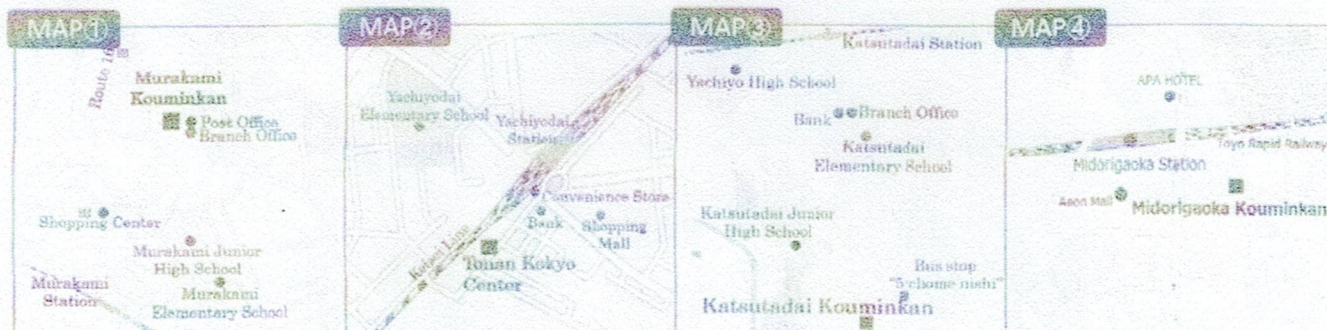 MAP①
Route 16
Murakami
Kouminkan
Post Office
Branch Office
Shopping Center
Murakami Junior
High School
Murakami
Station
Murakami
Elementary School
MAP②
Yachiyodai
Elementary School
Yachiyodai
Station
Convenience Store
Bank
Shopping
Mall
Keisei Line
Tonan Kokyo
Center
MAP③
Katsutadai Station
Yachiyo High School
Bank
Branch Office
Katsutadai
Elementary School
Katsutadai Junior
High School
Bus stop
"5 chome nishi"
Katsutadai Kouminkan
MAP④
APA HOTEL
Toyo Rapid Railway
Midorigaoka Station
Aeon Mall
Midorigaoka Kouminkan